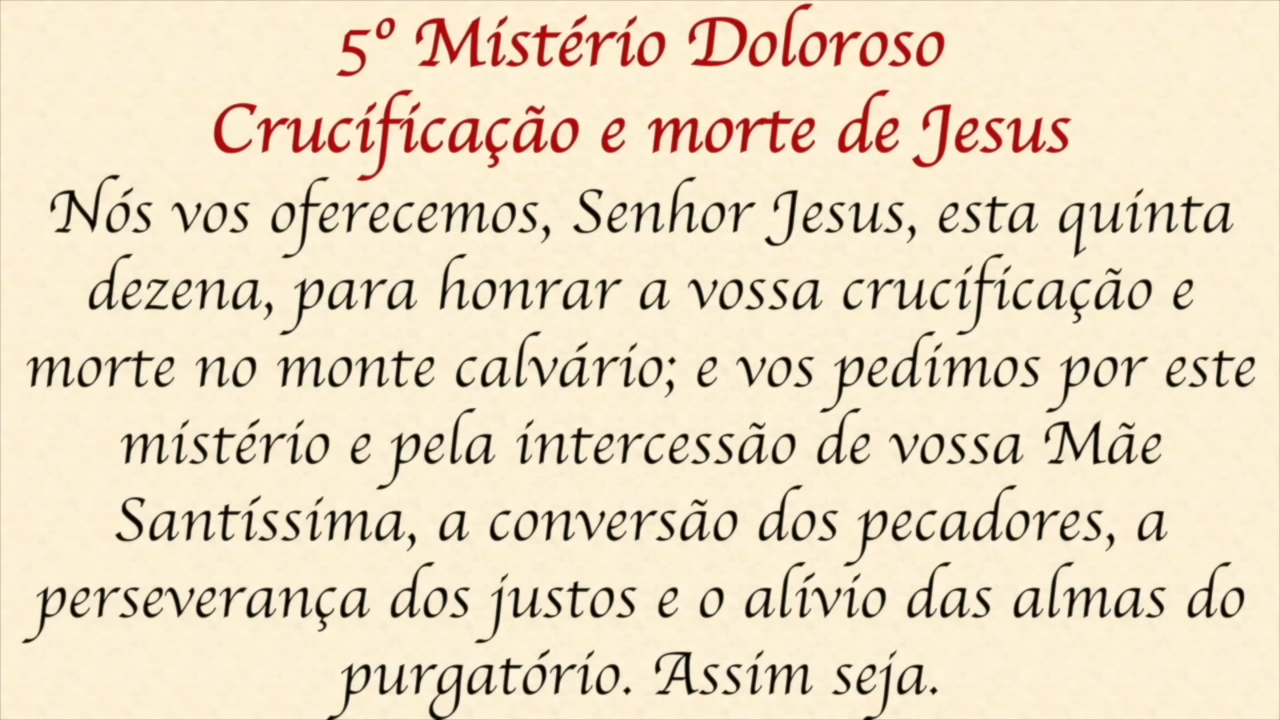 5º Mistério Doloroso
Crucificação e morte de Jesus
Nós vos oferecemos, Senhor Jesus, esta quinta
dezena, para honrar a vossa crucificação e
morte no monte calvário; e vos pedimos por este
mistério e pela intercessão de vossa Mãe
Santíssima, a conversão dos pecadores, a
perseverança dos justos e o alívio das almas do
purgatório. Assim seja.